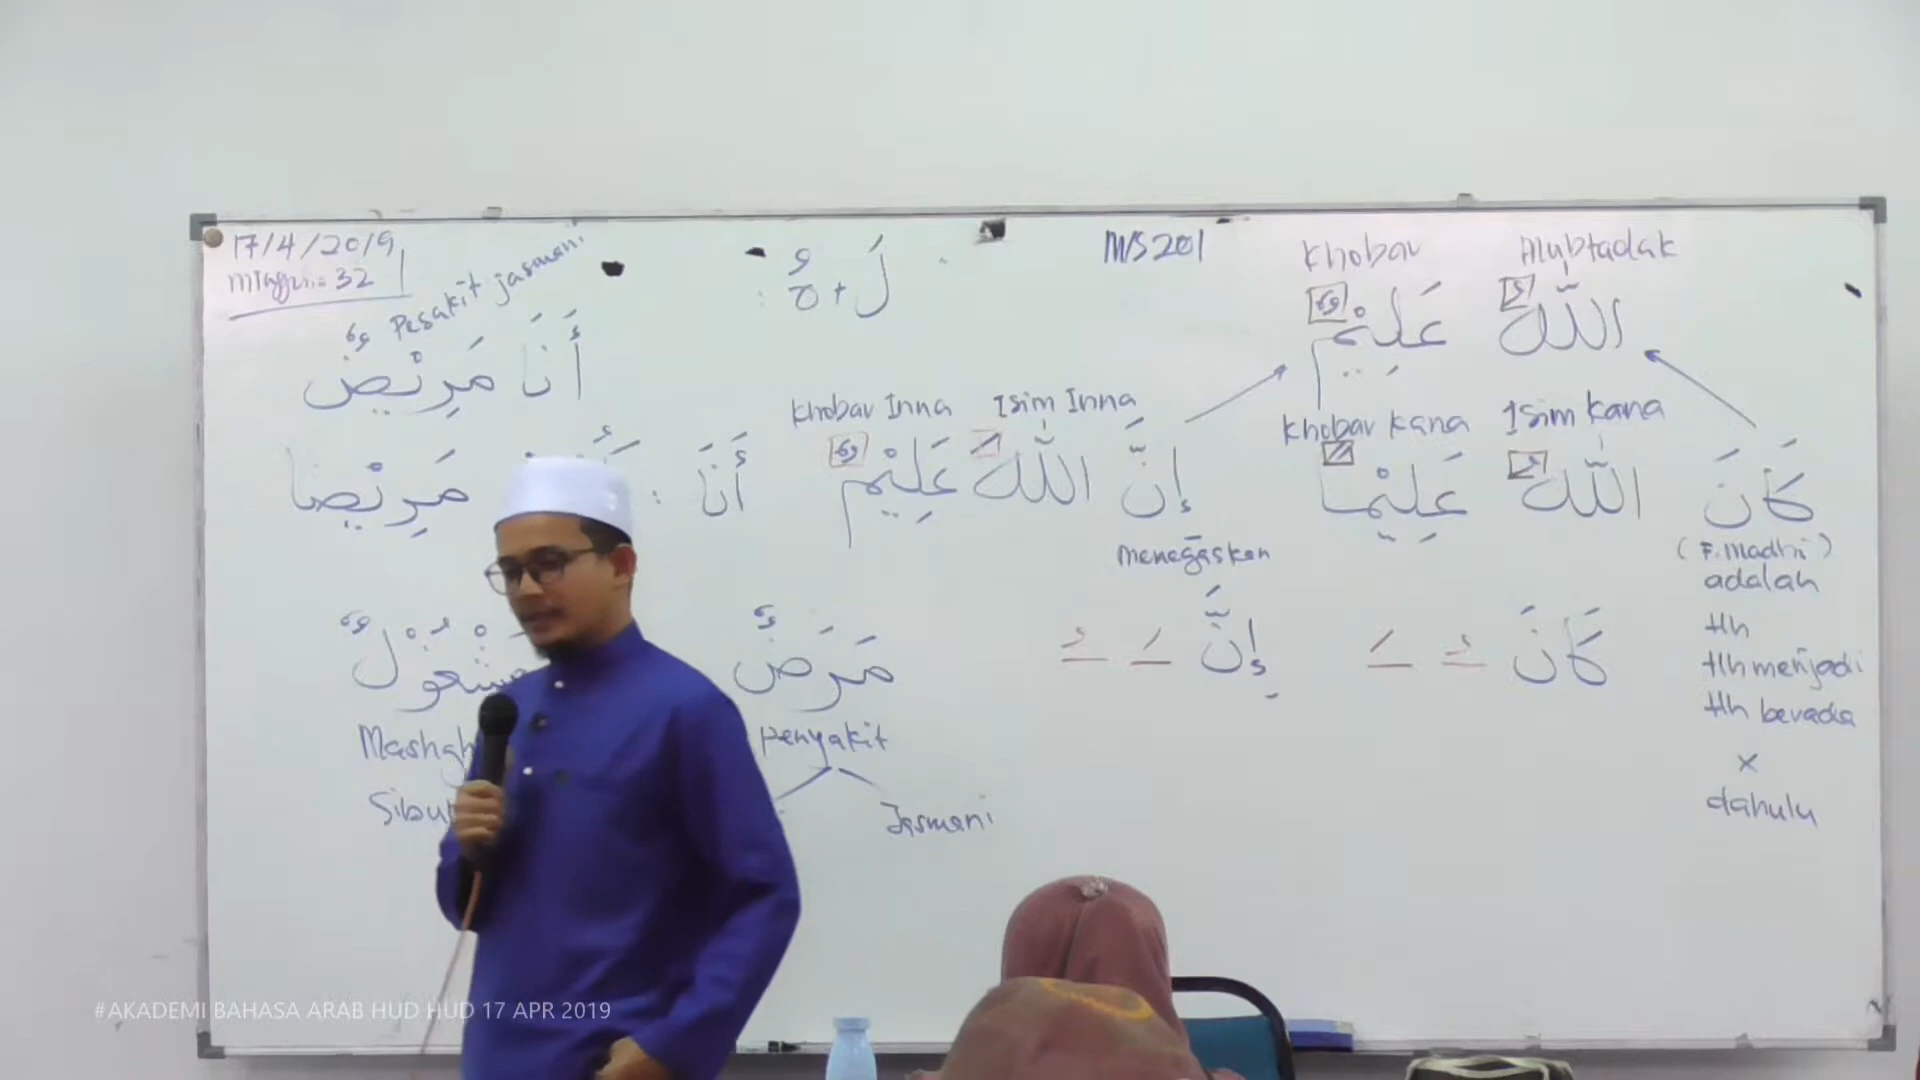 17/4/2019
Minggu: 32
Pesakit jasmani
أَنَا مَرِيْضٌ
أَنَا :
مَرِيْضًا
لَ + هُ :
M/S 201
Khobar Mubtadak
اللّٰهُ عَلِيْمٌ
Khobar Inna Isim Inna
إِنَّ اللّٰهَ عَلِيْمٌ
Menegaskan
Khobar Kana Isim Kana
كَانَ اللّٰهُ عَلِيْمًا
(F. Madhi)
adalah
tlh
tlh menjadi
tlh berada
x
dahulu
إِنَّ ـَ ـُ
كَانَ ـُ ـَ
مَرَضٌ
Penyakit
Jasmani
Sibu
#AKADEMI BAHASA ARAB HUD HUD 17 APR 2019